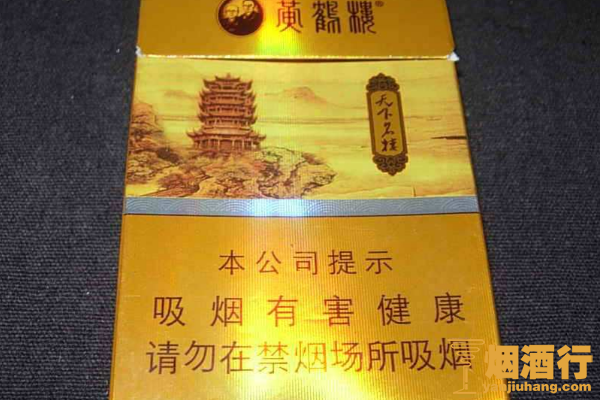 黄鹤楼®
天下名楼
本公司提示
吸烟有害健康
请勿在禁烟场所吸烟
烟酒行
njiuhang.com